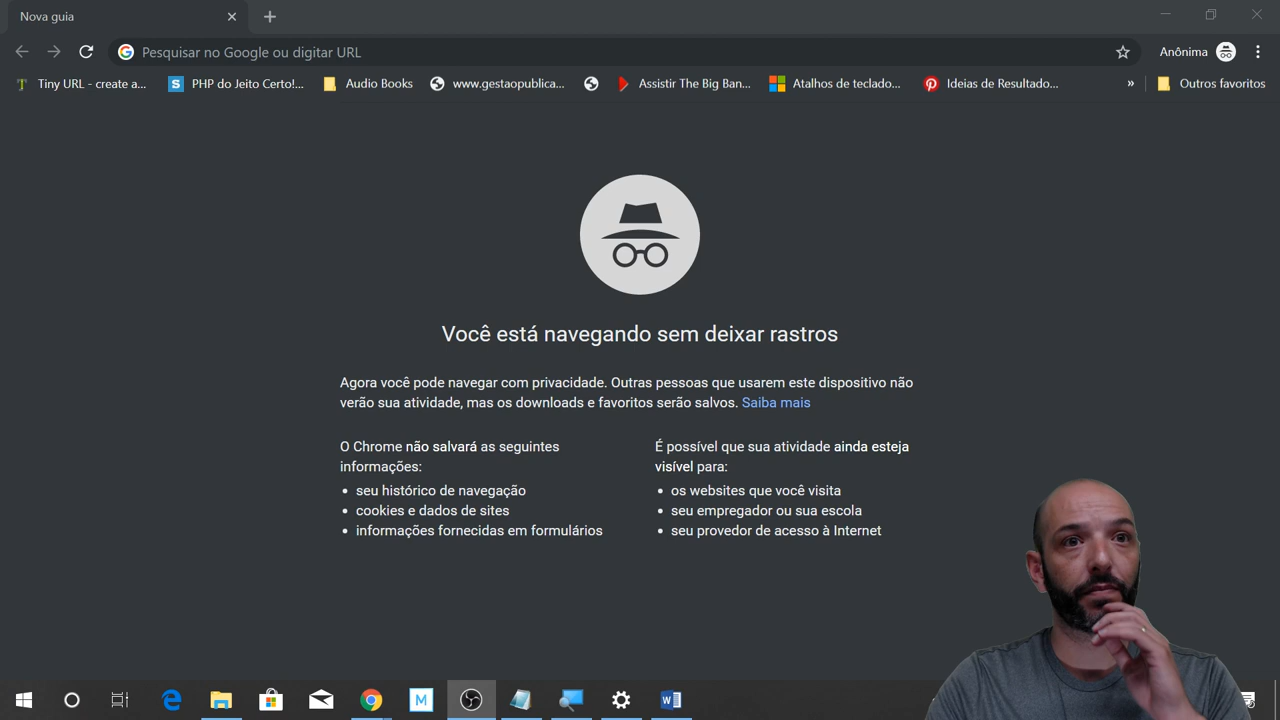 Nova guia
Pesquisar no Google ou digitar URL
Anônima
Tiny URL - create a...
PHP do Jeito Certo!...
Audio Books
www.gestaopublica...
Assistir The Big Ban...
Atalhos de teclado...
Ideias de Resultado...
»
Outros favoritos
Você está navegando sem deixar rastros
Agora você pode navegar com privacidade. Outras pessoas que usarem este dispositivo não
verão sua atividade, mas os downloads e favoritos serão salvos. Saiba mais
O Chrome não salvará as seguintes
informações:
• seu histórico de navegação
• cookies e dados de sites
• informações fornecidas em formulários
É possível que sua atividade ainda esteja
visível para:
• os websites que você visita
• seu empregador ou sua escola
• seu provedor de acesso à Internet